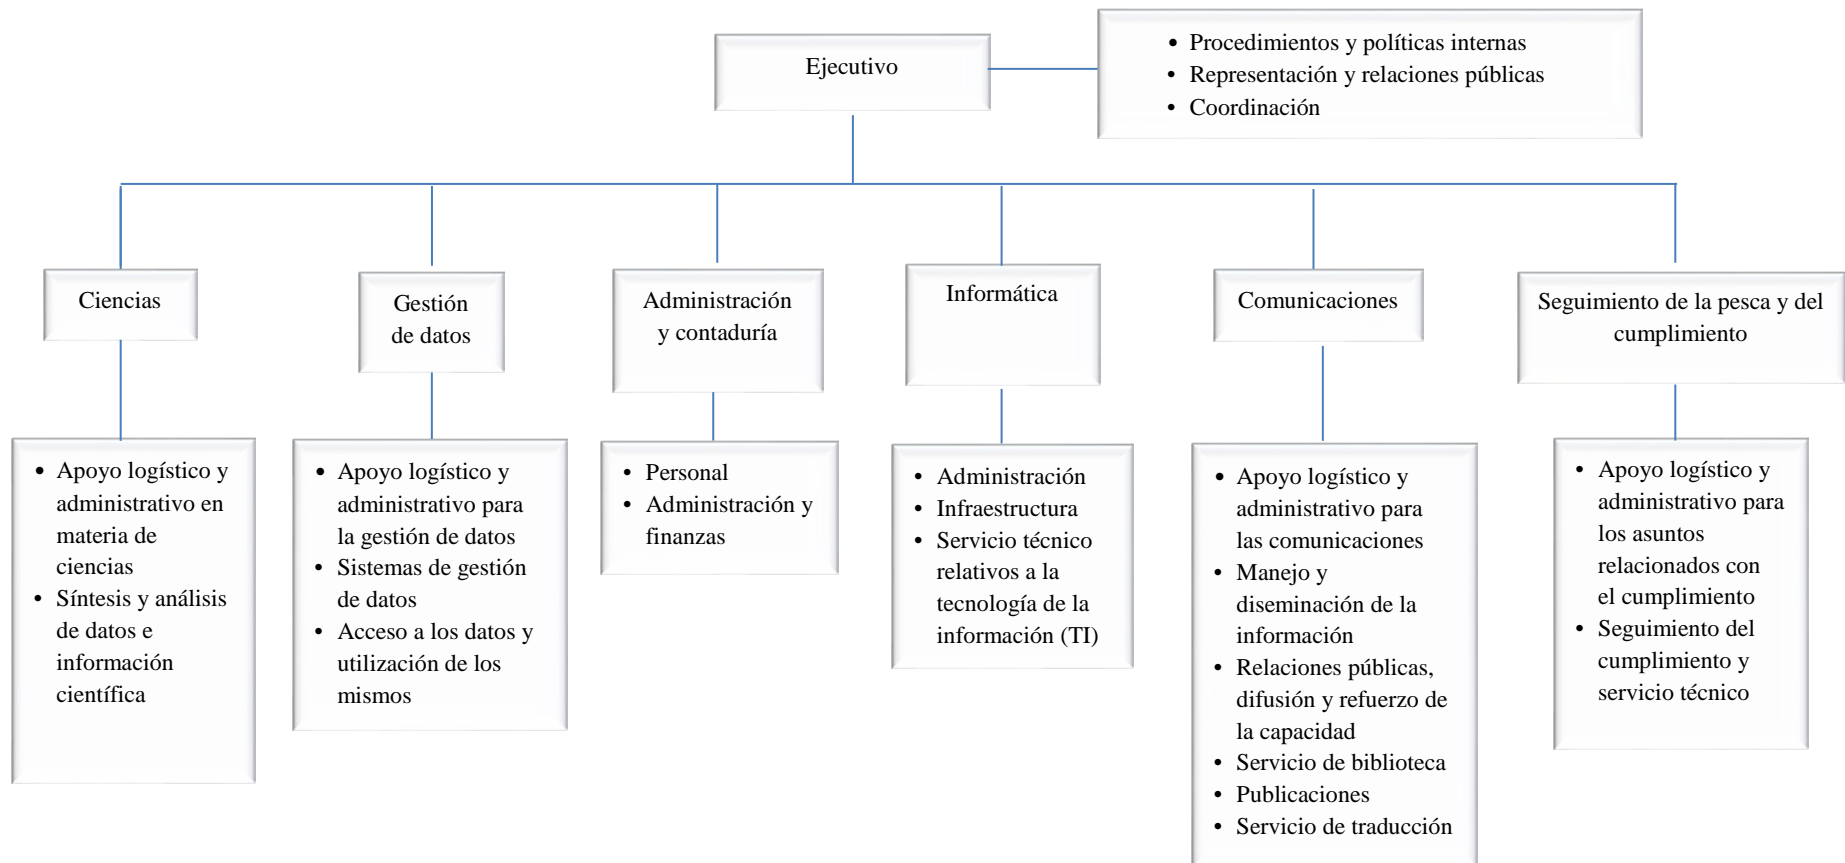 Ejecutivo
• Procedimientos y políticas internas
• Representación y relaciones públicas
• Coordinación
Ciencias
Gestión
de datos
Administración
y contaduría
Informática
Comunicaciones
Seguimiento de la pesca y del
cumplimiento
• Apoyo logístico y
administrativo en
materia de
ciencias
• Síntesis y análisis
de datos e
información
científica
• Apoyo logístico y
administrativo para
la gestión de datos
• Sistemas de gestión
de datos
• Acceso a los datos y
utilización de los
mismos
• Personal
• Administración y
finanzas
• Administración
• Infraestructura
• Servicio técnico
relativos a la
tecnología de la
información (TI)
• Apoyo logístico y
administrativo para
las comunicaciones
• Manejo y
diseminación de la
información
• Relaciones públicas,
difusión y refuerzo de
la capacidad
• Servicio de biblioteca
• Publicaciones
• Servicio de traducción
• Apoyo logístico y
administrativo para
los asuntos
relacionados con
el cumplimiento
• Seguimiento del
cumplimiento y
servicio técnico